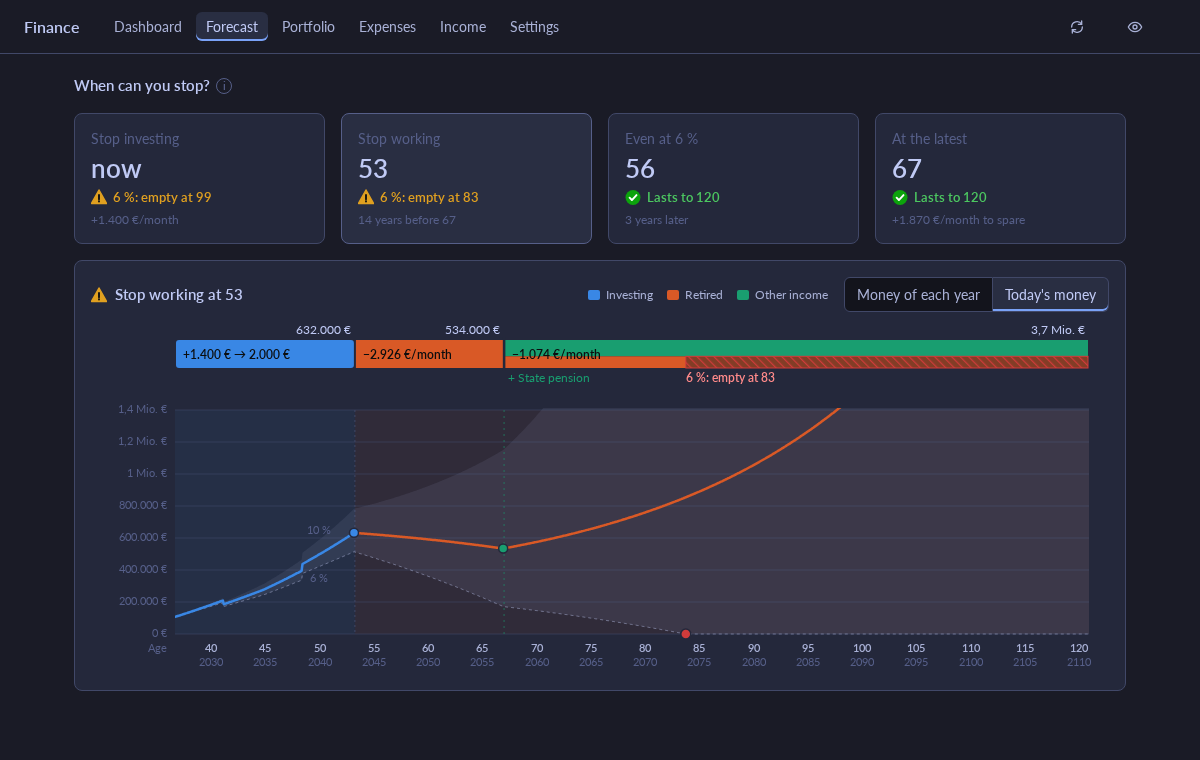 Finance Dashboard Forecast Portfolio Expenses Income Settings
When can you stop? i
Stop investing
now
6 %: empty at 99
+1.400 €/month
Stop working
53
6 %: empty at 83
14 years before 67
Even at 6 %
56
Lasts to 120
3 years later
At the latest
67
Lasts to 120
+1.870 €/month to spare
Stop working at 53
Investing Retired Other income
Money of each year Today's money
632.000 € 534.000 € 3,7 Mio. €
+1.400 € → 2.000 € −2.926 €/month −1.074 €/month
+ State pension 6 %: empty at 83
1,4 Mio. €
1,2 Mio. €
1 Mio. €
800.000 €
600.000 €
400.000 €
200.000 €
0 €
10 %
6 %
Age 40 45 50 55 60 65 70 75 80 85 90 95 100 105 110 115 120
2030 2035 2040 2045 2050 2055 2060 2065 2070 2075 2080 2085 2090 2095 2100 2105 2110